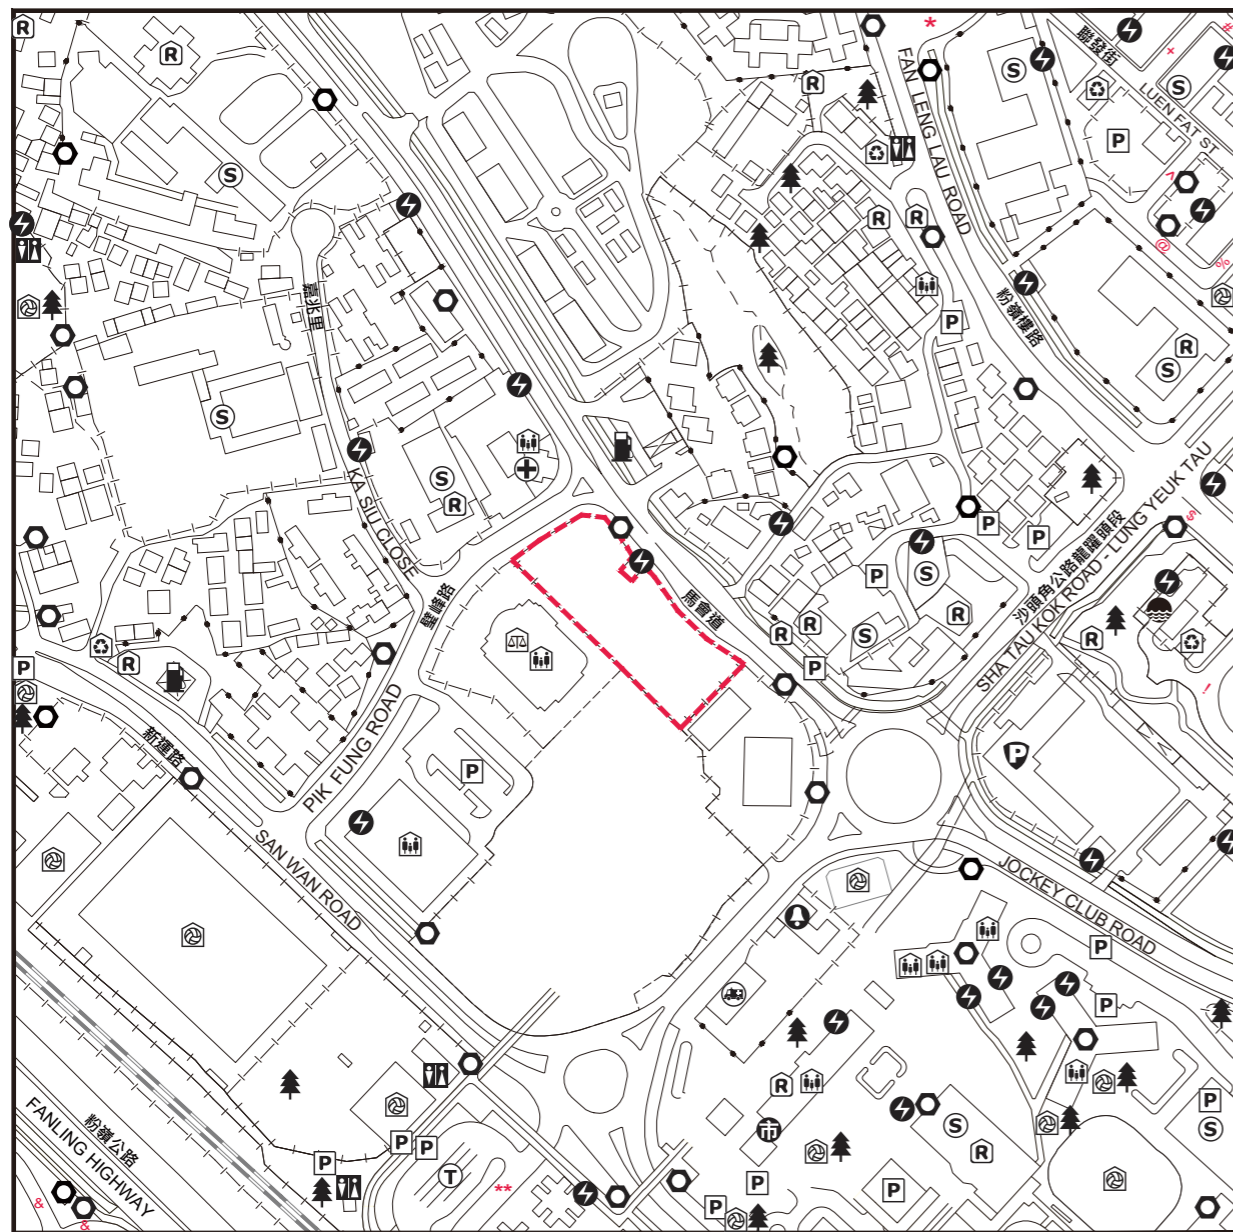 聯發街
LUEN FAT ST
FAN LENG LAU ROAD
粉嶺樓路
嘉兆里
KA SIU CLOSE
璧峰路
PIK FUNG ROAD
馬會道
沙頭角公路龍躍頭段
SHA TAU KOK ROAD - LUNG YEUK TAU
新運路
SAN WAN ROAD
JOCKEY CLUB ROAD
粉嶺公路
FANLING HIGHWAY